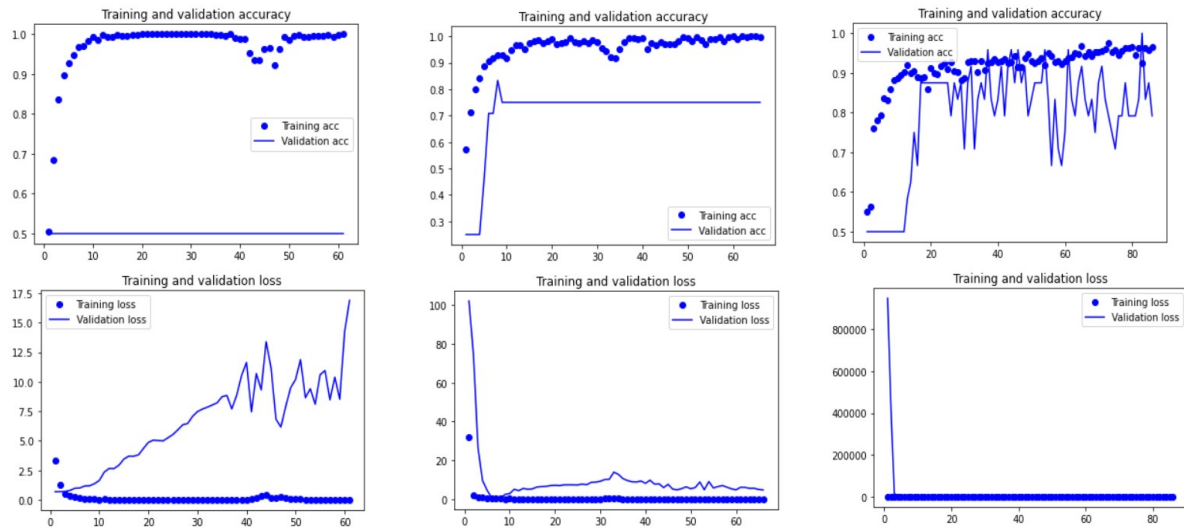 Training and validation accuracy
1.0
0.9
0.8
0.7
0.6
0.5
Training acc
Validation acc
0 10 20 30 40 50 60
Training and validation accuracy
1.0
0.9
0.8
0.7
0.6
0.5
0.4
0.3
Training acc
Validation acc
0 10 20 30 40 50 60
Training and validation accuracy
1.0
0.9
0.8
0.7
0.6
0.5
Training acc
Validation acc
0 20 40 60 80
Training and validation loss
17.5
15.0
12.5
10.0
7.5
5.0
2.5
0.0
Training loss
Validation loss
0 10 20 30 40 50 60
Training and validation loss
100
80
60
40
20
0
Training loss
Validation loss
0 10 20 30 40 50 60
Training and validation loss
800000
600000
400000
200000
0
Training loss
Validation loss
0 20 40 60 80